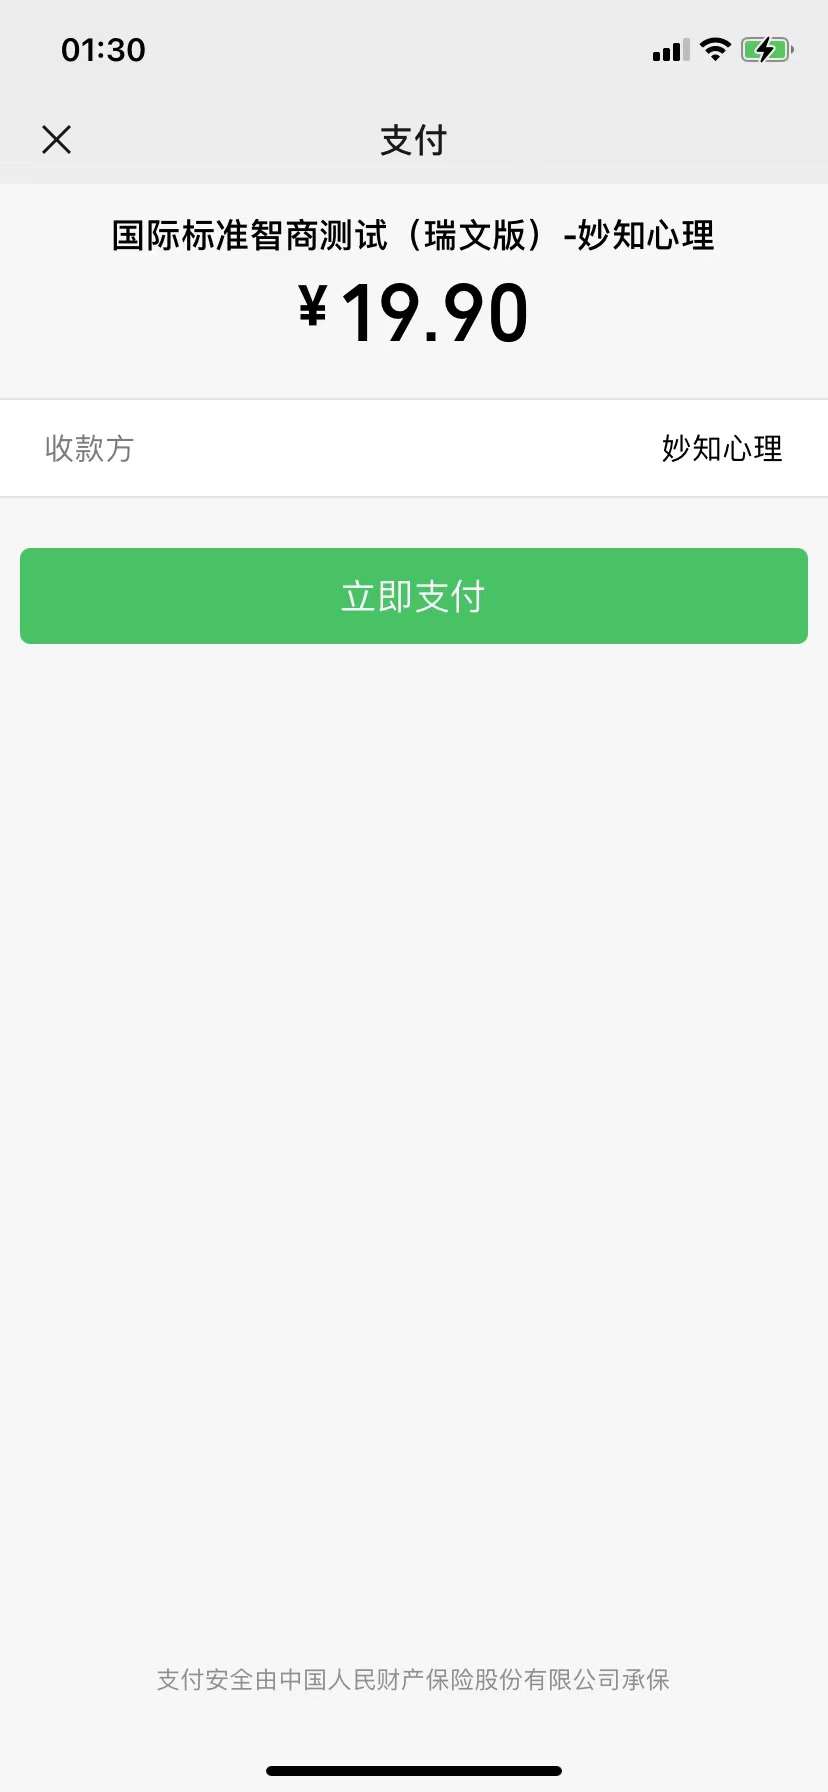 01:30
支付
国际标准智商测试（瑞文版）-妙知心理
¥19.90
收款方 妙知心理
立即支付
支付安全由中国人民财产保险股份有限公司承保